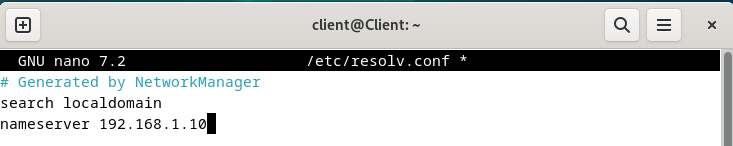 client@Client: ~
GNU nano 7.2 /etc/resolv.conf *
# Generated by NetworkManager
search localdomain
nameserver 192.168.1.10